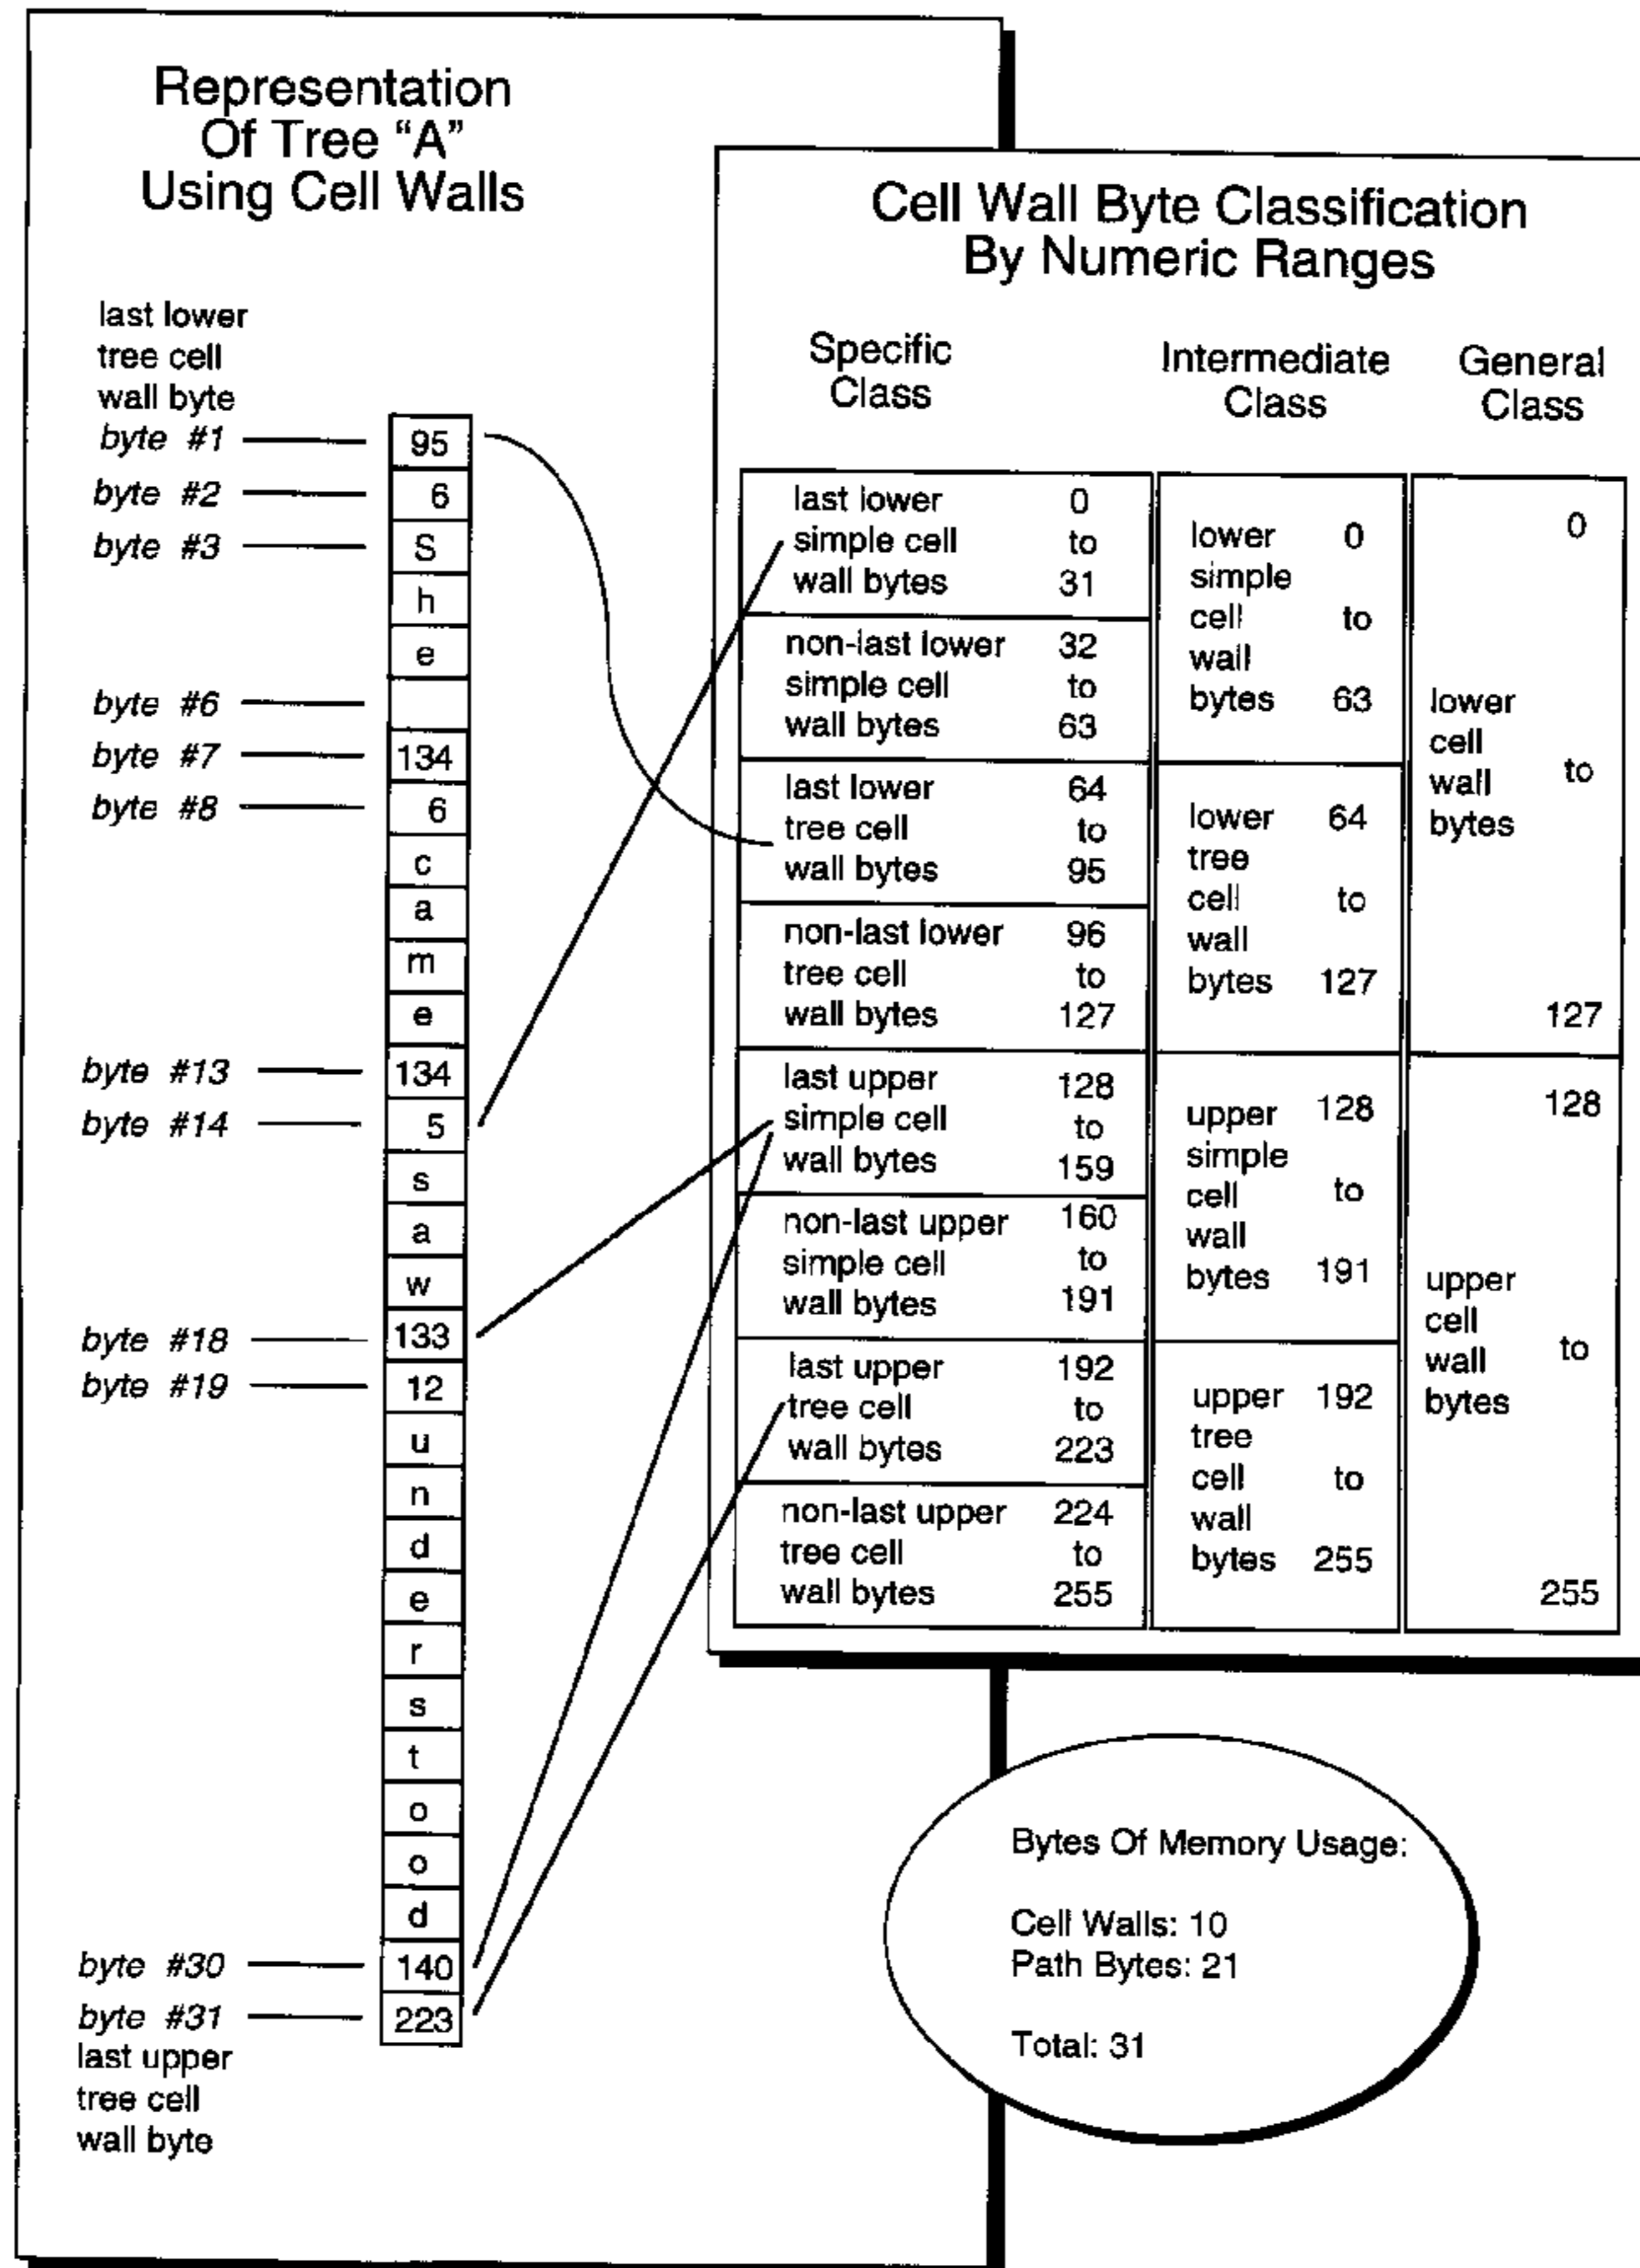 Representation
Of Tree “A”
Using Cell Walls
last lower
tree cell
wall byte
byte #1 95
byte #2 6
byte #3 S
h
e
byte #6
byte #7 134
byte #8 6
c
a
m
e
byte #13 134
byte #14 5
s
a
w
byte #18 133
byte #19 12
u
n
d
e
r
s
t
o
o
d
byte #30 140
byte #31 223
last upper
tree cell
wall byte
Cell Wall Byte Classification
By Numeric Ranges
Specific
Class
Intermediate
Class
General
Class
last lower 0
simple cell to
wall bytes 31
non-last lower 32
simple cell to
wall bytes 63
last lower 64
tree cell to
wall bytes 95
non-last lower 96
tree cell to
wall bytes 127
last upper 128
simple cell to
wall bytes 159
non-last upper 160
simple cell to
wall bytes 191
last upper 192
tree cell to
wall bytes 223
non-last upper 224
tree cell to
wall bytes 255
lower 0
simple
cell to
wall
bytes 63
lower 64
tree
cell to
wall
bytes 127
upper 128
simple
cell to
wall
bytes 191
upper 192
tree
cell to
wall
bytes 255
0
lower
cell
wall to
bytes
127
128
upper
cell
wall to
bytes
255
Bytes Of Memory Usage:
Cell Walls: 10
Path Bytes: 21
Total: 31